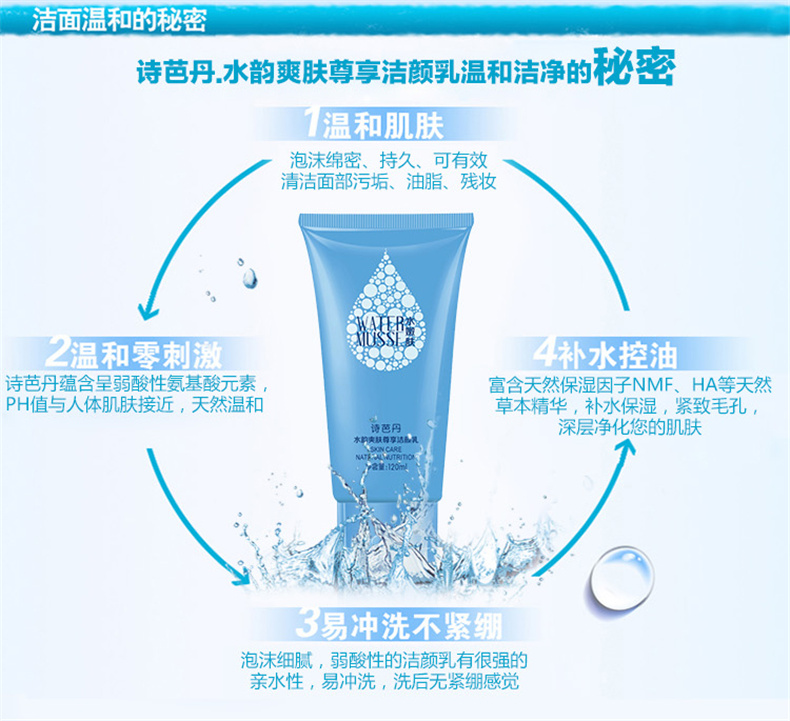 洁面温和的秘密
诗芭丹.水韵爽肤尊享洁颜乳温和洁净的秘密
1温和肌肤
泡沫绵密、持久、可有效
清洁面部污垢、油脂、残妆
2温和零刺激
诗芭丹蕴含呈弱酸性氨基酸元素，
PH值与人体肌肤接近，天然温和
4补水控油
富含天然保湿因子NMF、HA等天然
草本精华，补水保湿，紧致毛孔，
深层净化您的肌肤
WATER
MUSSE
水嫩肤
诗芭丹
水韵爽肤尊享洁颜乳
SKIN CARE
NATURAL NUTRITION
净含量:120ml
3易冲洗不紧绷
泡沫细腻，弱酸性的洁颜乳有很强的
亲水性，易冲洗，洗后无紧绷感觉